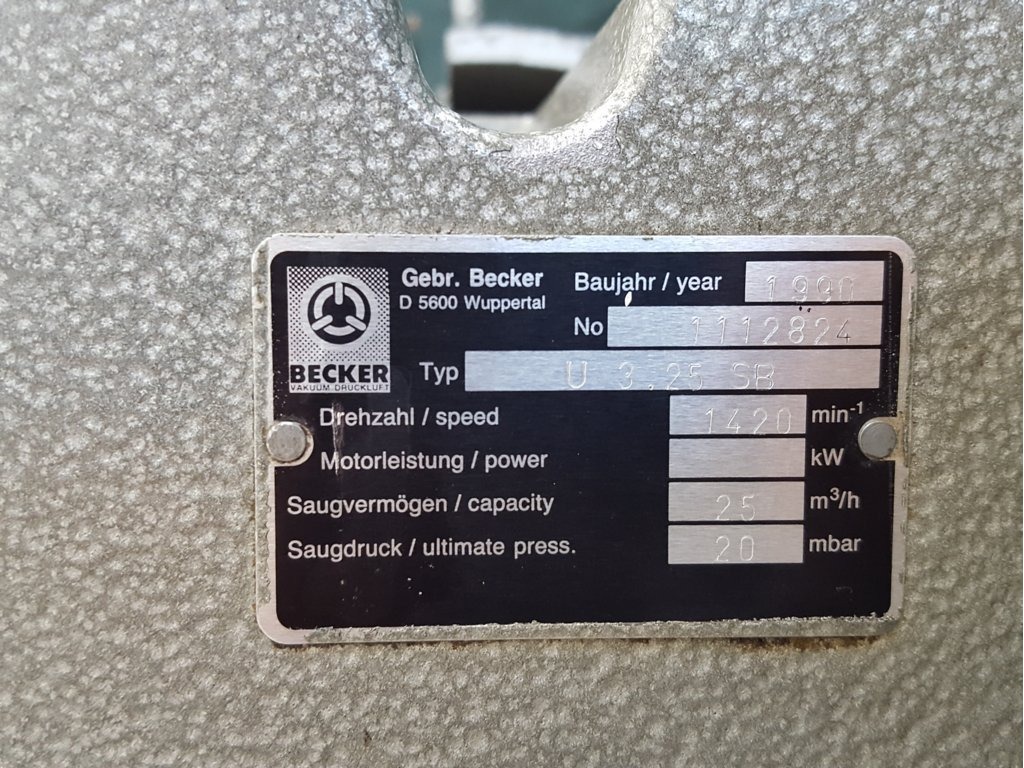 Gebr. Becker
D 5600 Wuppertal
BECKER
VAKUUM DRUCKLUFT
Baujahr / year 1990
No 1112824
Typ U 3.25 SB
Drehzahl / speed 1420 min-1
Motorleistung / power kW
Saugvermögen / capacity 25 m³/h
Saugdruck / ultimate press. 20 mbar